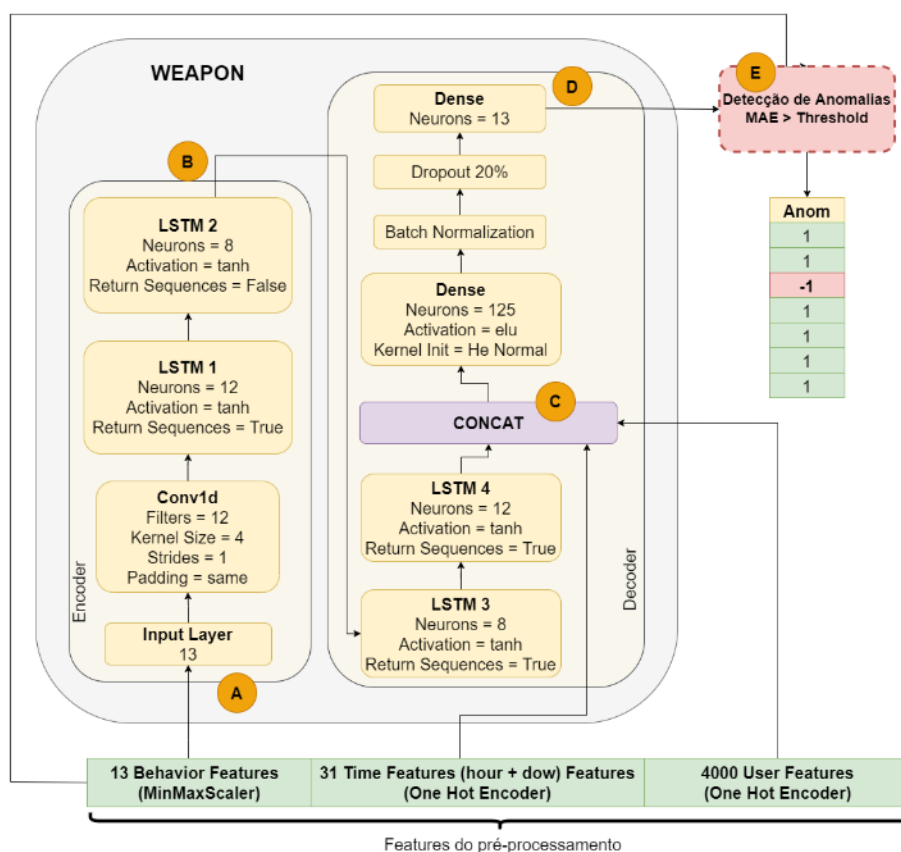 WEAPON
B
LSTM 2
Neurons = 8
Activation = tanh
Return Sequences = False
LSTM 1
Neurons = 12
Activation = tanh
Return Sequences = True
Conv1d
Filters = 12
Kernel Size = 4
Strides = 1
Padding = same
Encoder
Input Layer
13
A
D
Dense
Neurons = 13
Dropout 20%
Batch Normalization
Dense
Neurons = 125
Activation = elu
Kernel Init = He Normal
C
CONCAT
LSTM 4
Neurons = 12
Activation = tanh
Return Sequences = True
Decoder
LSTM 3
Neurons = 8
Activation = tanh
Return Sequences = True
E
Detecção de Anomalias
MAE > Threshold
Anom
1
1
-1
1
1
1
1
13 Behavior Features
(MinMaxScaler)
31 Time Features (hour + dow) Features
(One Hot Encoder)
4000 User Features
(One Hot Encoder)
Features do pré-processamento